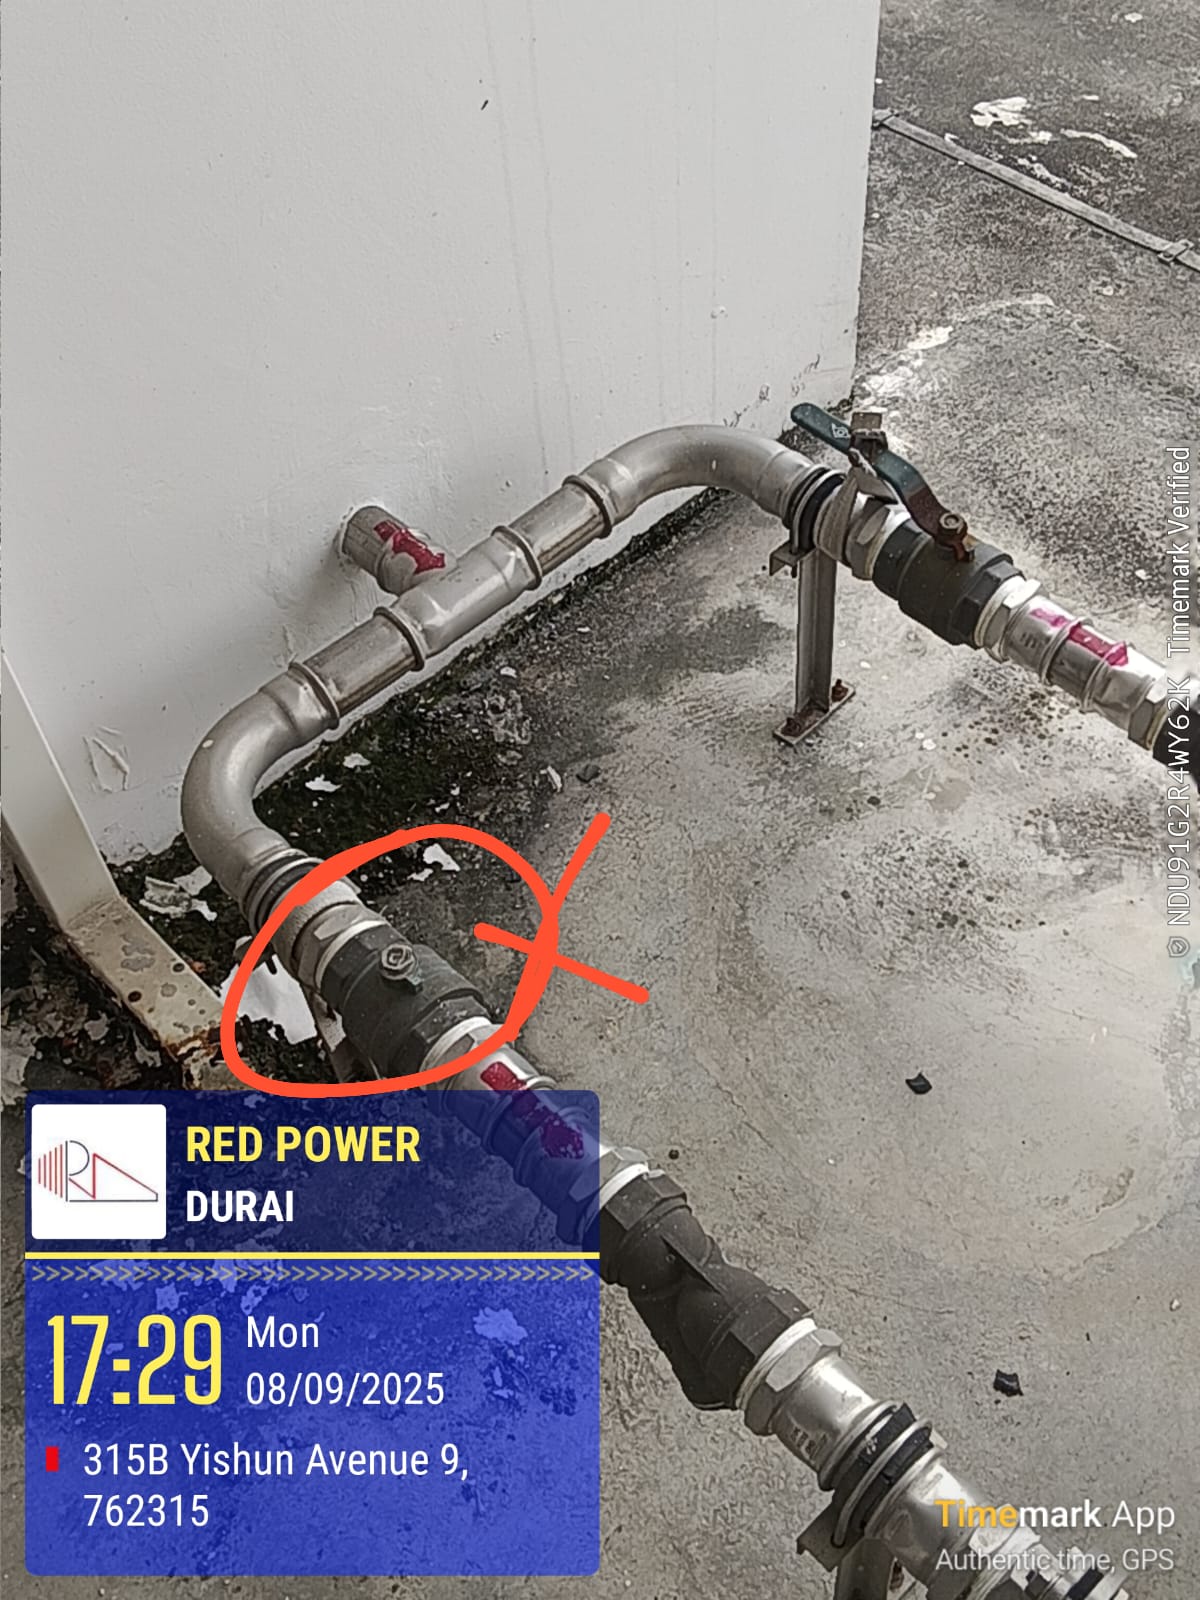 RED POWER
DURAI
17:29
Mon
08/09/2025
315B Yishun Avenue 9,
762315
NDU91G2R4WY62K Timemark Verified
Timemark App
Authentic time, GPS